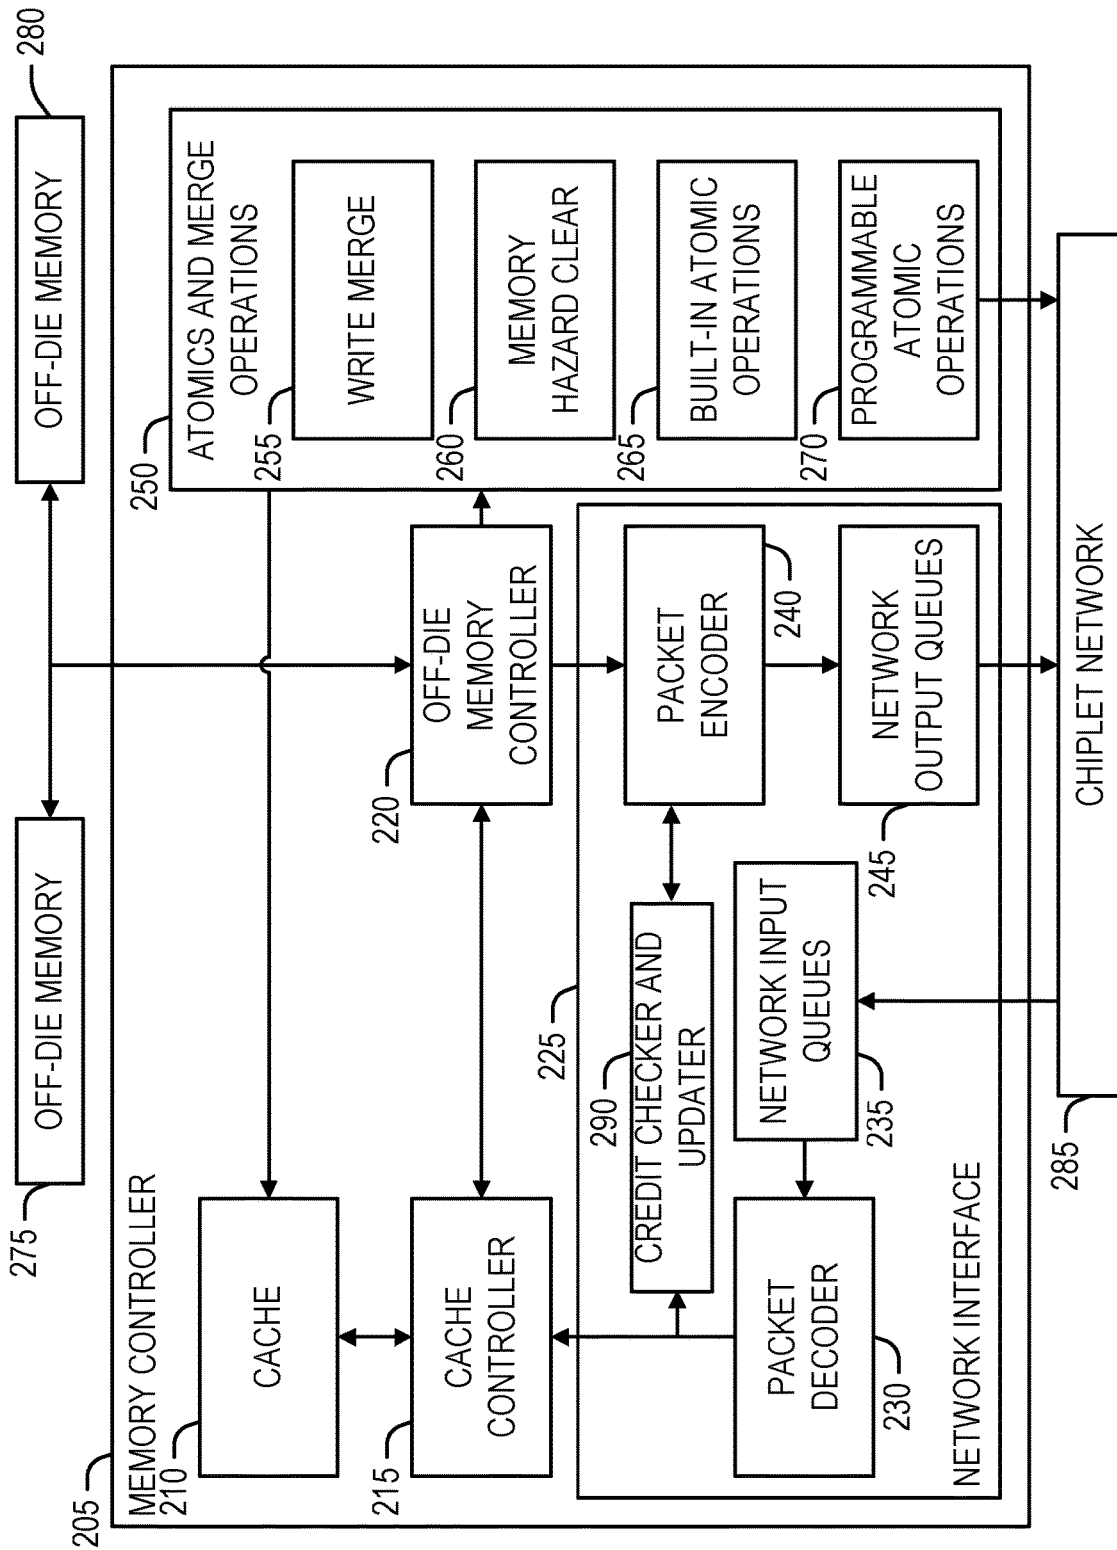 205
MEMORY CONTROLLER
275
OFF-DIE MEMORY
OFF-DIE MEMORY
280
210
CACHE
215
CACHE
CONTROLLER
220
OFF-DIE
MEMORY
CONTROLLER
250
ATOMICS AND MERGE
OPERATIONS
255
WRITE MERGE
260
MEMORY
HAZARD CLEAR
265
BUILT-IN ATOMIC
OPERATIONS
270
PROGRAMMABLE
ATOMIC
OPERATIONS
225
290
CREDIT CHECKER AND
UPDATER
PACKET
ENCODER
240
PACKET
DECODER
230
NETWORK INPUT
QUEUES
235
NETWORK
OUTPUT QUEUES
245
NETWORK INTERFACE
285
CHIPLET NETWORK